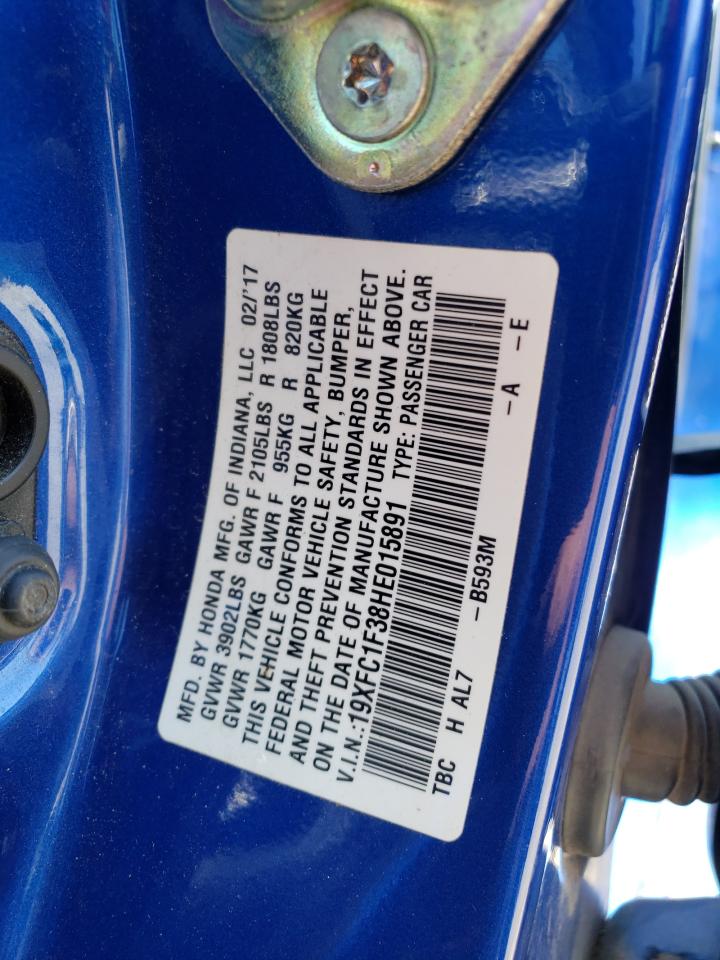 MFD. BY HONDA MFG. OF INDIANA, LLC 02/'17
GVWR 3902LBS GAWR F 2105LBS R 1808LBS
GVWR 1770KG GAWR F 955KG R 820KG
THIS VEHICLE CONFORMS TO ALL APPLICABLE
FEDERAL MOTOR VEHICLE SAFETY, BUMPER,
AND THEFT PREVENTION STANDARDS IN EFFECT
ON THE DATE OF MANUFACTURE SHOWN ABOVE.
V.I.N.:19XFC1F38HE015891 TYPE: PASSENGER CAR
TBC H AL7 -B593M -A -E